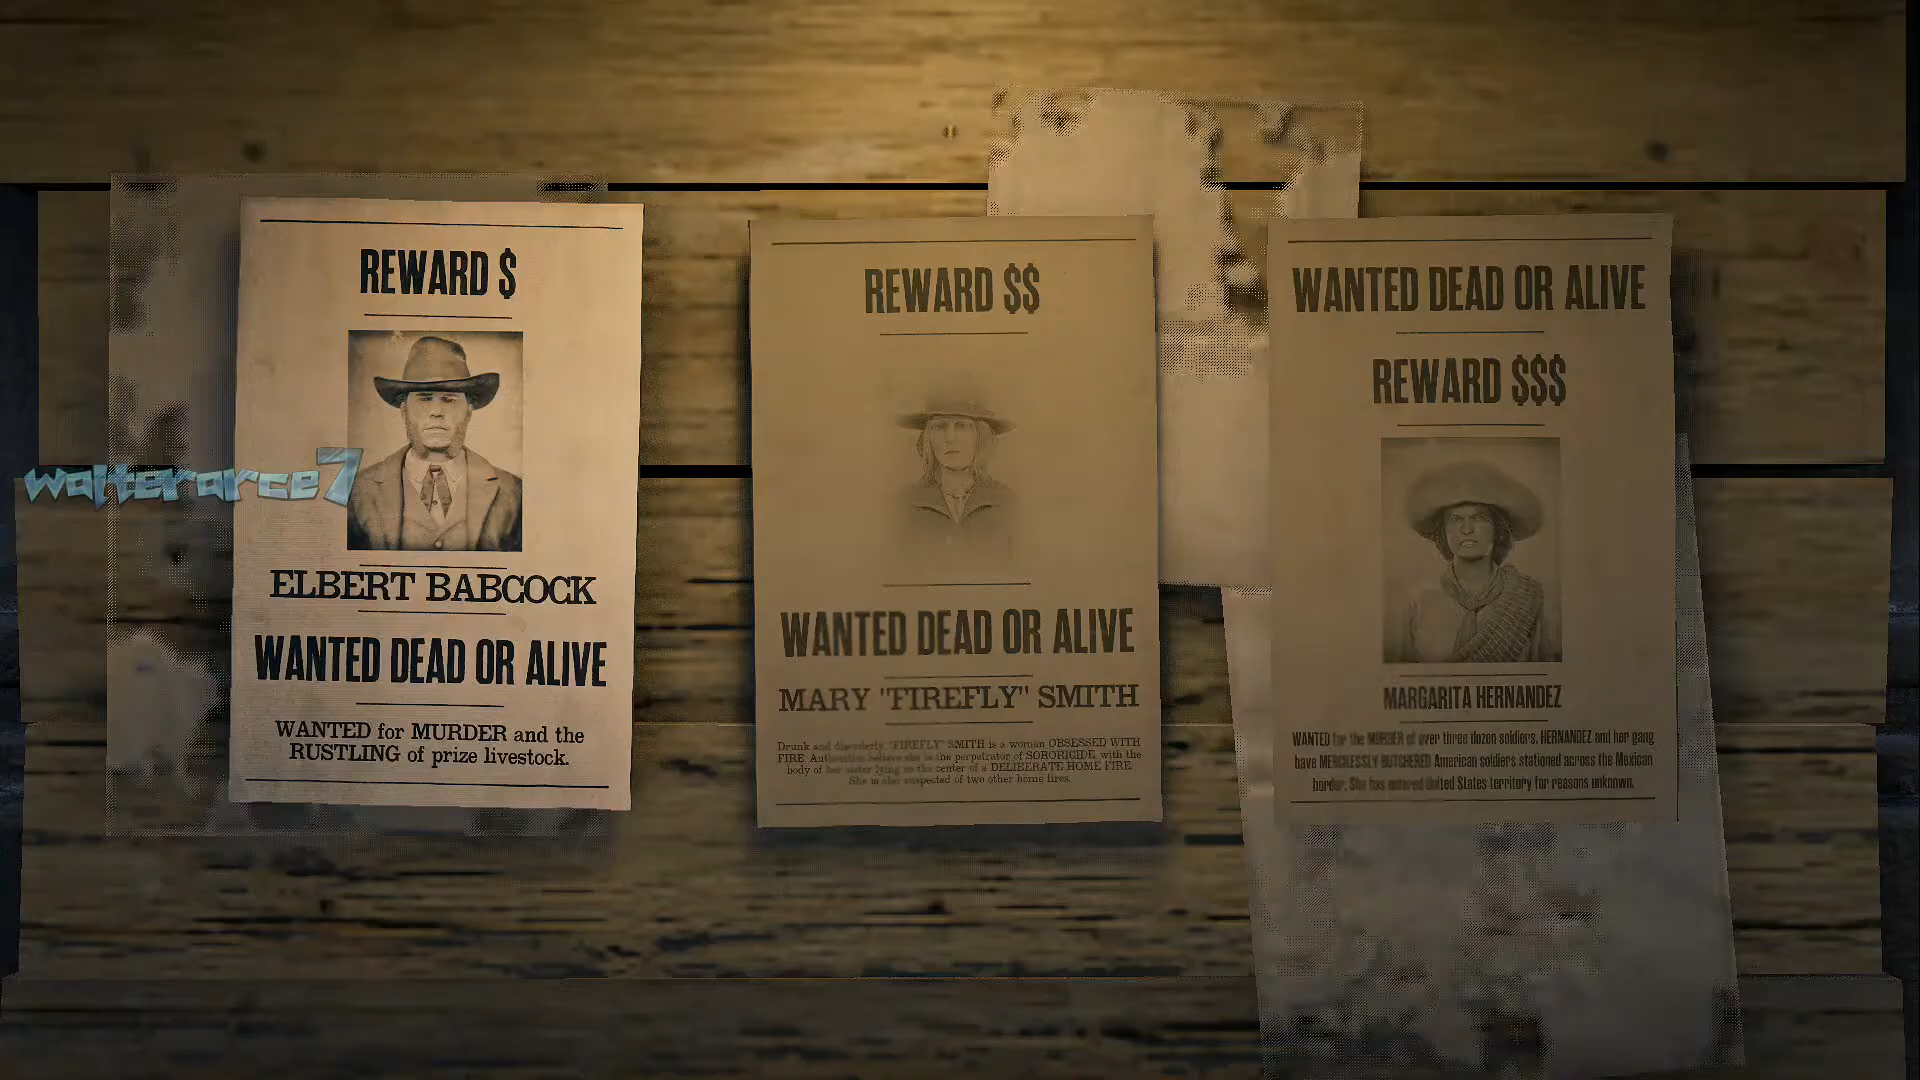 REWARD $
ELBERT BABCOCK
WANTED DEAD OR ALIVE
WANTED for MURDER and the
RUSTLING of prize livestock.
walterarce7
REWARD $$
WANTED DEAD OR ALIVE
MARY "FIREFLY" SMITH
Drunk and disorderly, "FIREFLY" SMITH is a woman OBSESSED WITH
FIRE. Authorities believe she is the perpetrator of SORORICIDE, with the
body of her sister lying in the center of a DELIBERATE HOME FIRE.
She is also suspected of two other home fires.
WANTED DEAD OR ALIVE
REWARD $$$
MARGARITA HERNANDEZ
WANTED for the MURDER of over three dozen soldiers. HERNANDEZ and her gang
have MERCILESSLY BUTCHERED American soldiers stationed across the Mexican
border. She has entered United States territory for reasons unknown.